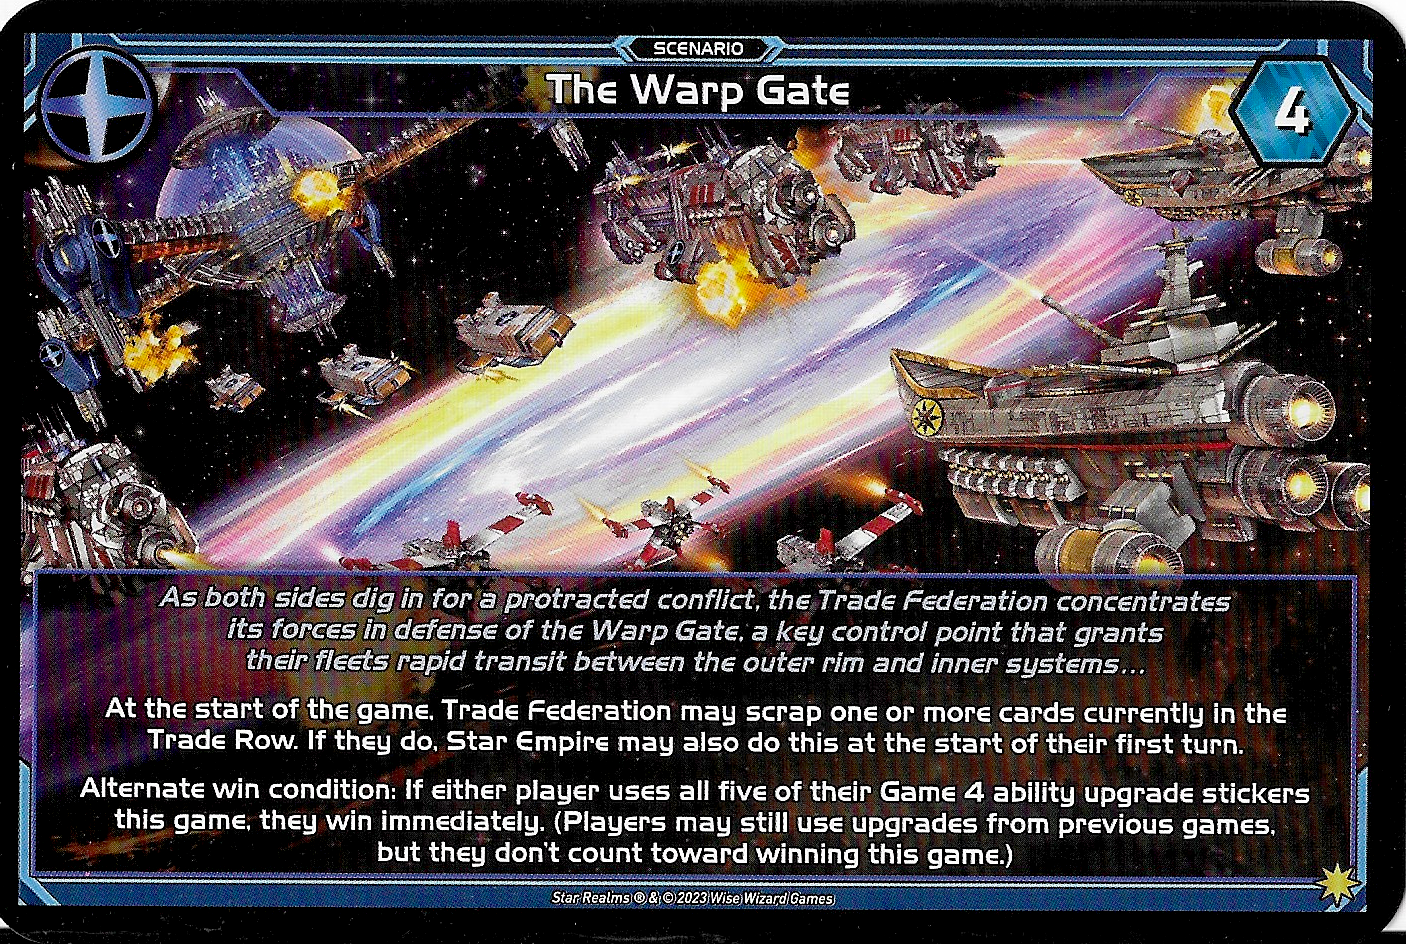 SCENARIO
The Warp Gate
4
As both sides dig in for a protracted conflict, the Trade Federation concentrates
its forces in defense of the Warp Gate, a key control point that grants
their fleets rapid transit between the outer rim and inner systems...
At the start of the game, Trade Federation may scrap one or more cards currently in the
Trade Row. If they do, Star Empire may also do this at the start of their first turn.
Alternate win condition: If either player uses all five of their Game 4 ability upgrade stickers
this game, they win immediately. (Players may still use upgrades from previous games,
but they don't count toward winning this game.)
Star Realms ® & © 2023 Wise Wizard Games